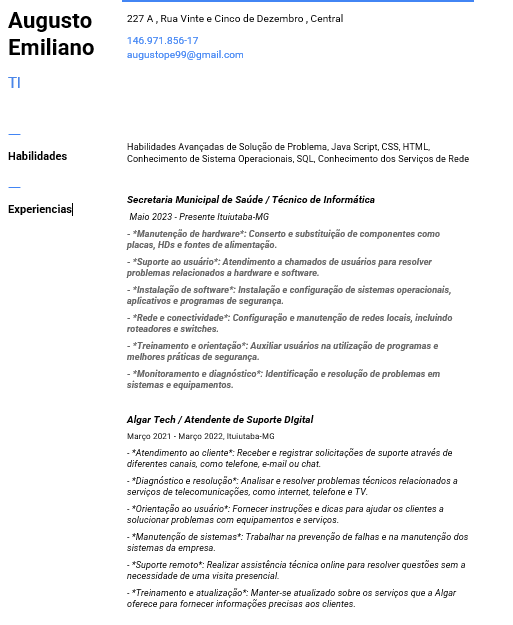 Augusto
Emiliano
TI
227 A , Rua Vinte e Cinco de Dezembro , Central
146.971.856-17
augustope99@gmail.com
Habilidades
Habilidades Avançadas de Solução de Problema, Java Script, CSS, HTML,
Conhecimento de Sistema Operacionais, SQL, Conhecimento dos Serviços de Rede
Experiencias
Secretaria Municipal de Saúde / Técnico de Informática
Maio 2023 - Presente Ituiutaba-MG
- *Manutenção de hardware*: Conserto e substituição de componentes como
placas, HDs e fontes de alimentação.
- *Suporte ao usuário*: Atendimento a chamados de usuários para resolver
problemas relacionados a hardware e software.
- *Instalação de software*: Instalação e configuração de sistemas operacionais,
aplicativos e programas de segurança.
- *Rede e conectividade*: Configuração e manutenção de redes locais, incluindo
roteadores e switches.
- *Treinamento e orientação*: Auxiliar usuários na utilização de programas e
melhores práticas de segurança.
- *Monitoramento e diagnóstico*: Identificação e resolução de problemas em
sistemas e equipamentos.
Algar Tech / Atendente de Suporte DIgital
Março 2021 - Março 2022, Ituiutaba-MG
- *Atendimento ao cliente*: Receber e registrar solicitações de suporte através de
diferentes canais, como telefone, e-mail ou chat.
- *Diagnóstico e resolução*: Analisar e resolver problemas técnicos relacionados a
serviços de telecomunicações, como internet, telefone e TV.
- *Orientação ao usuário*: Fornecer instruções e dicas para ajudar os clientes a
solucionar problemas com equipamentos e serviços.
- *Manutenção de sistemas*: Trabalhar na prevenção de falhas e na manutenção dos
sistemas da empresa.
- *Suporte remoto*: Realizar assistência técnica online para resolver questões sem a
necessidade de uma visita presencial.
- *Treinamento e atualização*: Manter-se atualizado sobre os serviços que a Algar
oferece para fornecer informações precisas aos clientes.